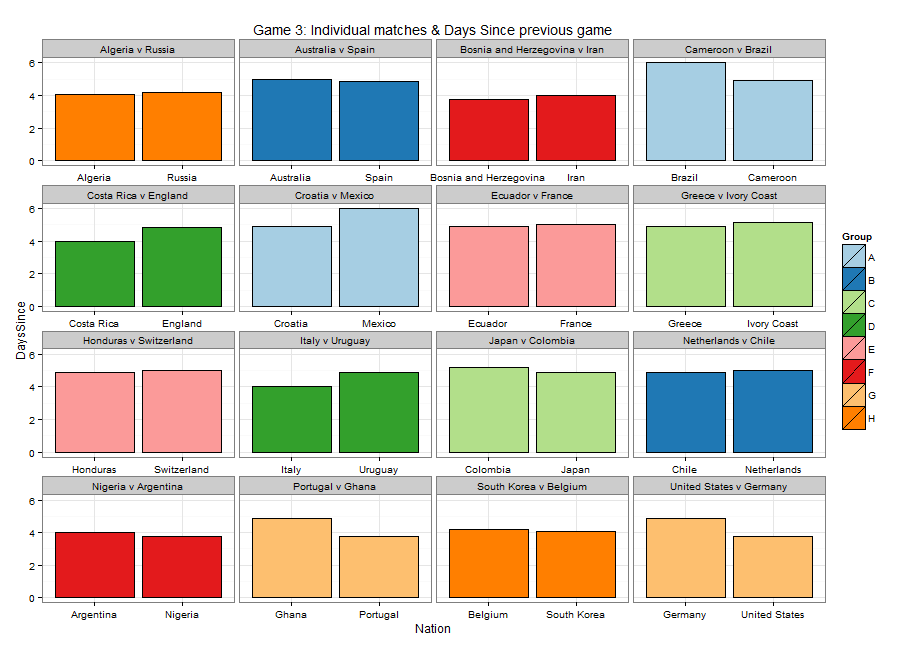 Game 3: Individual matches & Days Since previous game
Algeria v Russia
Australia v Spain
Bosnia and Herzegovina v Iran
Cameroon v Brazil
6
4
2
0
Algeria
Russia
Australia
Spain
Bosnia and Herzegovina
Iran
Brazil
Cameroon
Costa Rica v England
Croatia v Mexico
Ecuador v France
Greece v Ivory Coast
6
4
2
0
Costa Rica
England
Croatia
Mexico
Ecuador
France
Greece
Ivory Coast
Honduras v Switzerland
Italy v Uruguay
Japan v Colombia
Netherlands v Chile
6
4
2
0
Honduras
Switzerland
Italy
Uruguay
Colombia
Japan
Chile
Netherlands
Nigeria v Argentina
Portugal v Ghana
South Korea v Belgium
United States v Germany
6
4
2
0
Argentina
Nigeria
Ghana
Portugal
Belgium
South Korea
Germany
United States
Nation
DaysSince
Group
A
B
C
D
E
F
G
H